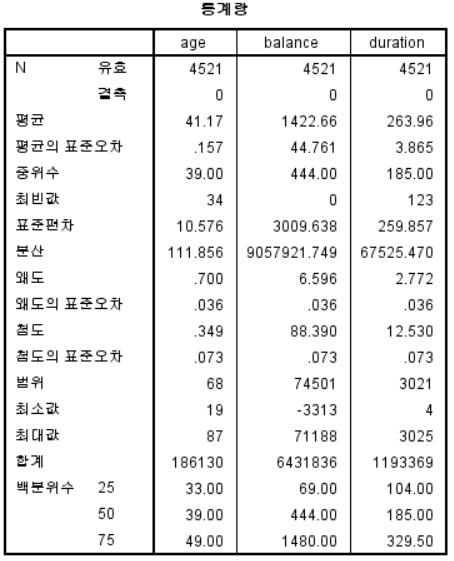 통계량
age balance duration
N 유효 4521 4521 4521
결측 0 0 0
평균 41.17 1422.66 263.96
평균의 표준오차 .157 44.761 3.865
중위수 39.00 444.00 185.00
최빈값 34 0 123
표준편차 10.576 3009.638 259.857
분산 111.856 9057921.749 67525.470
왜도 .700 6.596 2.772
왜도의 표준오차 .036 .036 .036
첨도 .349 88.390 12.530
첨도의 표준오차 .073 .073 .073
범위 68 74501 3021
최소값 19 -3313 4
최대값 87 71188 3025
합계 186130 6431836 1193369
백분위수 25 33.00 69.00 104.00
50 39.00 444.00 185.00
75 49.00 1480.00 329.50